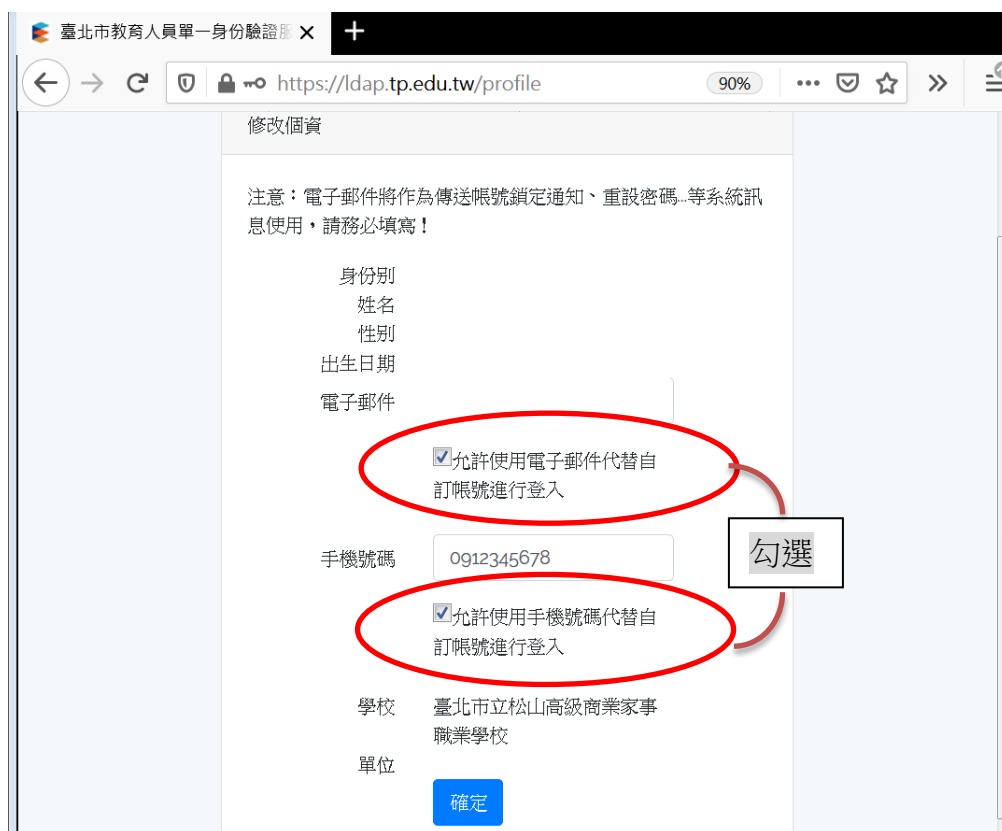 臺北市教育人員單一身份驗證服
https://ldap.tp.edu.tw/profile
90%
修改個資
注意：電子郵件將作為傳送帳號鎖定通知、重設密碼...等系統訊
息使用，請務必填寫！
身份別
姓名
性別
出生日期
電子郵件
允許使用電子郵件代替自
訂帳號進行登入
勾選
手機號碼
0912345678
允許使用手機號碼代替自
訂帳號進行登入
學校
臺北市立松山高級商業家事
職業學校
單位
確定